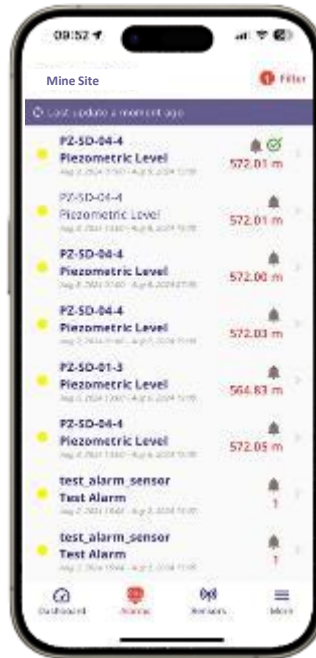 09:52
Mine Site
1 Filter
Last update a moment ago
PZ-SD-04-4
Piezometric Level
572.01 m
PZ-SD-04-4
Piezometric Level
572.01 m
PZ-SD-04-4
Piezometric Level
572.00 m
PZ-SD-04-4
Piezometric Level
572.03 m
PZ-SD-01-3
Piezometric Level
564.83 m
PZ-SD-04-4
Piezometric Level
572.05 m
test_alarm_sensor
Test Alarm
1
test_alarm_sensor
Test Alarm
1
Dashboard
Alarms
Sensors
More